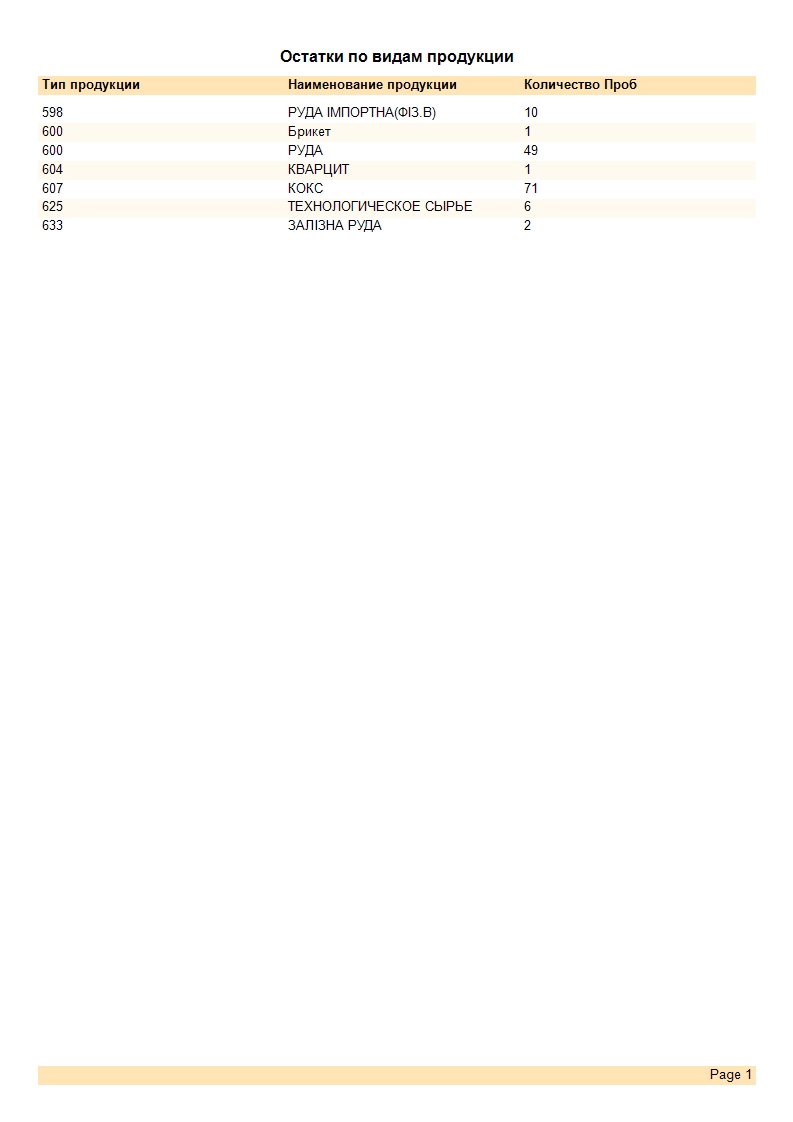 Остатки по видам продукции
Тип продукции Наименование продукции Количество Проб
598 РУДА ІМПОРТНА(ФІЗ.В) 10
600 Брикет 1
600 РУДА 49
604 КВАРЦИТ 1
607 КОКС 71
625 ТЕХНОЛОГИЧЕСКОЕ СЫРЬЕ 6
633 ЗАЛІЗНА РУДА 2
Page 1